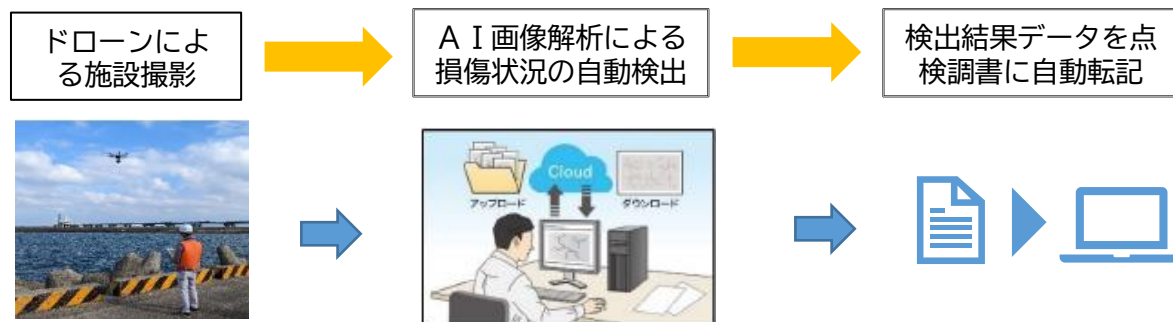 ドローンによ
る施設撮影
ＡＩ画像解析による
損傷状況の自動検出
検出結果データを点
検調書に自動転記
Cloud
アップロード
ダウンロード